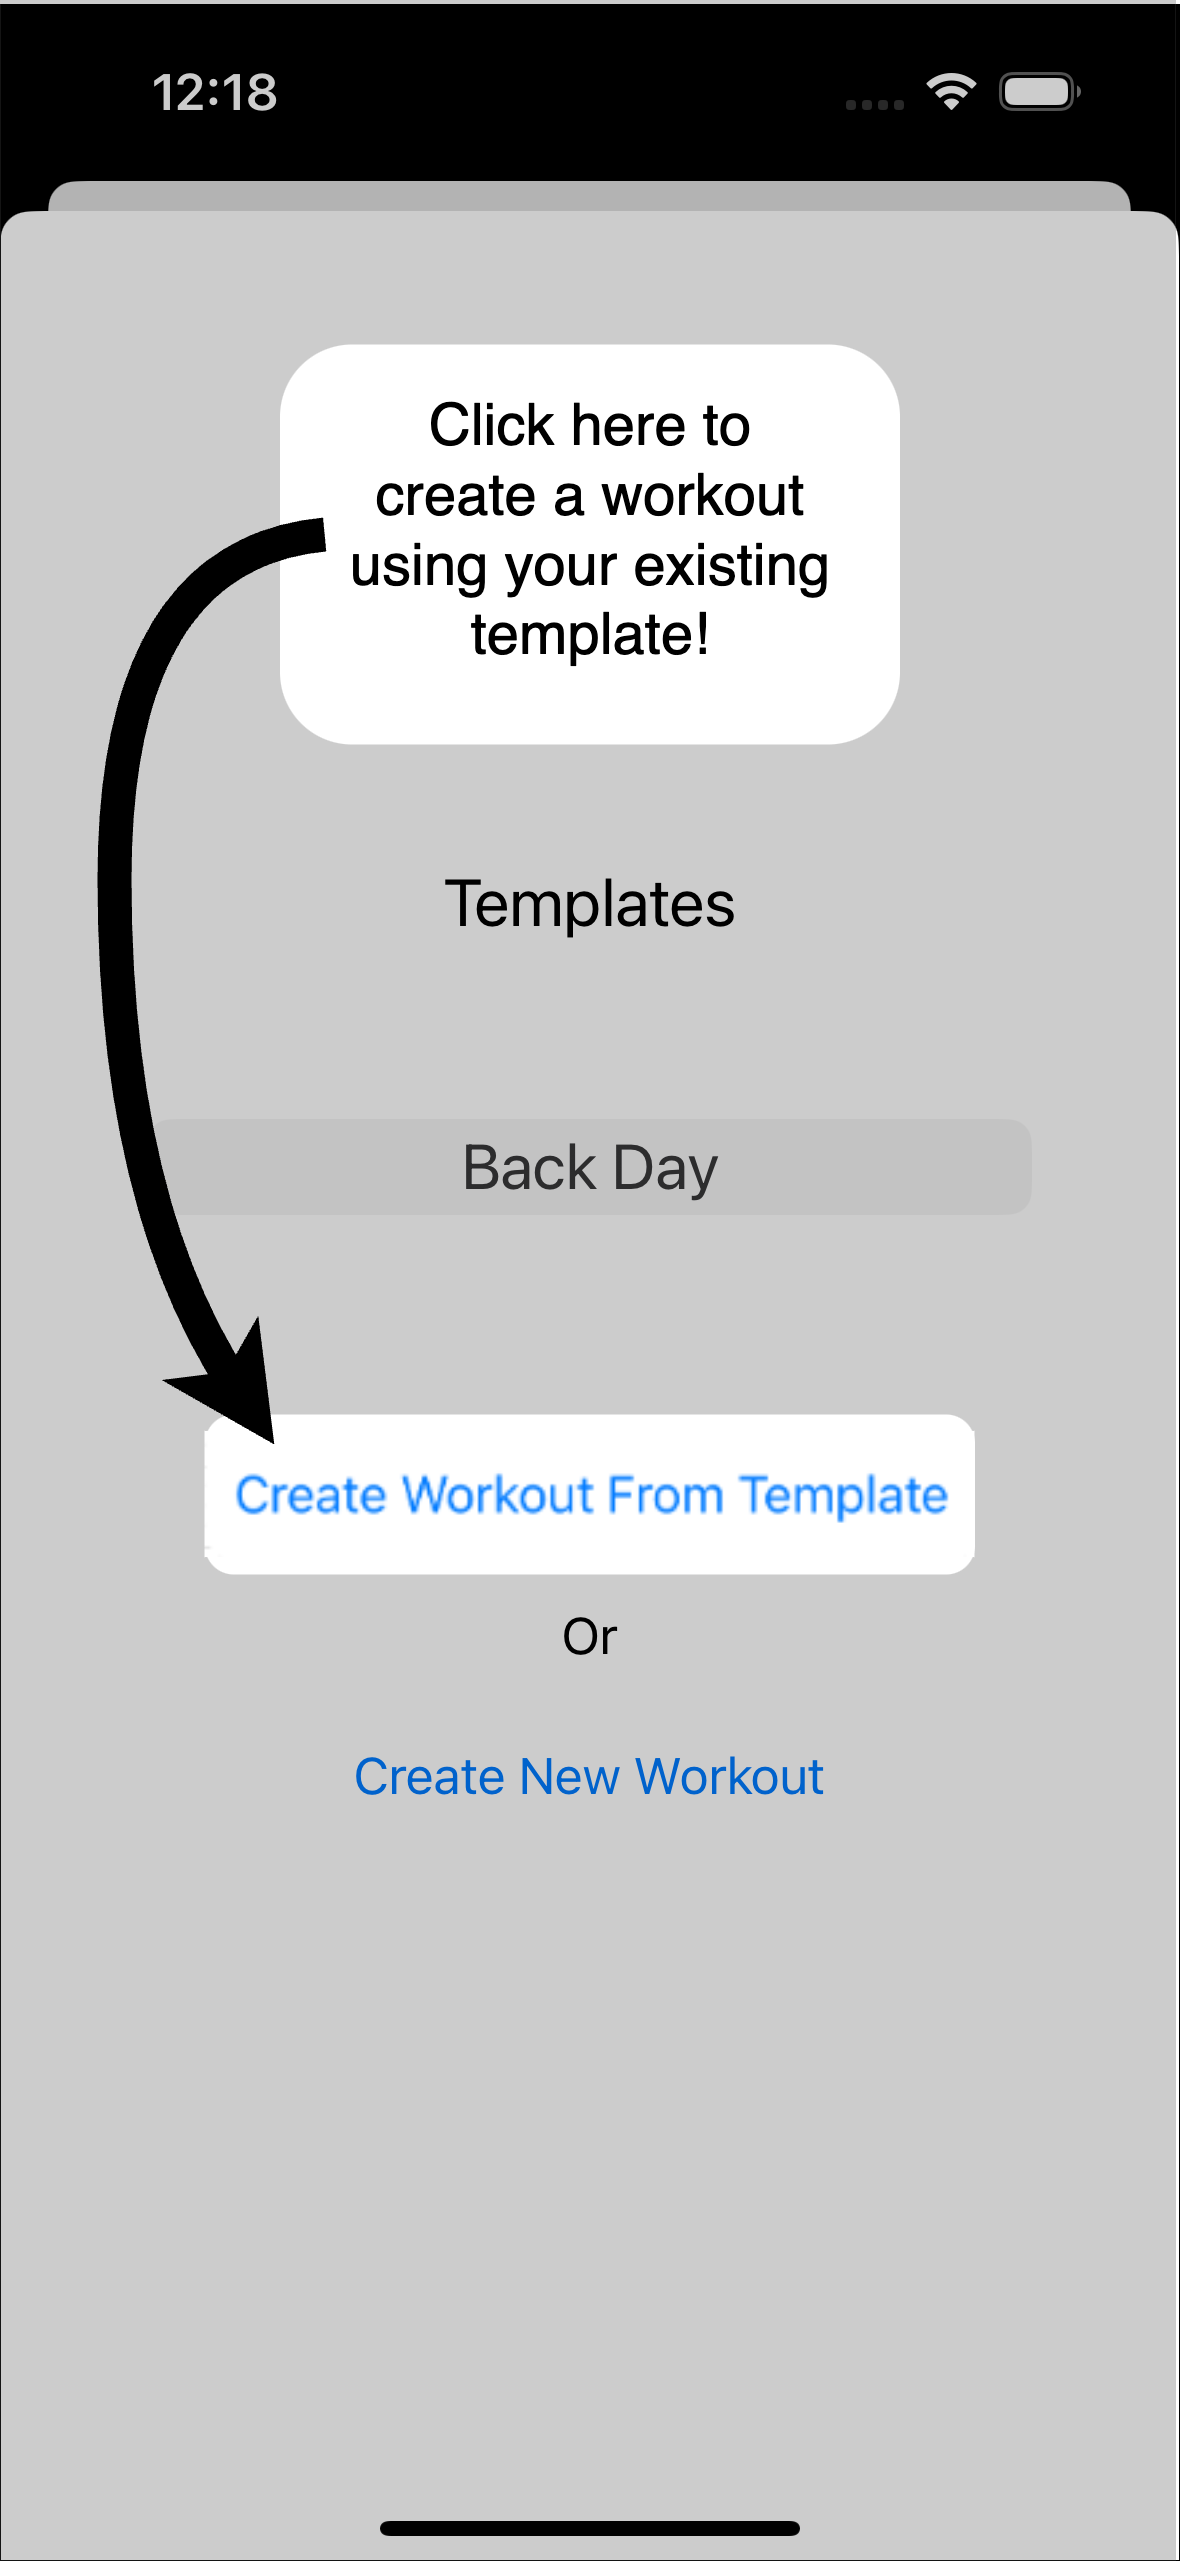 12:18
Click here to
create a workout
using your existing
template!
Templates
Back Day
Create Workout From Template
Or
Create New Workout